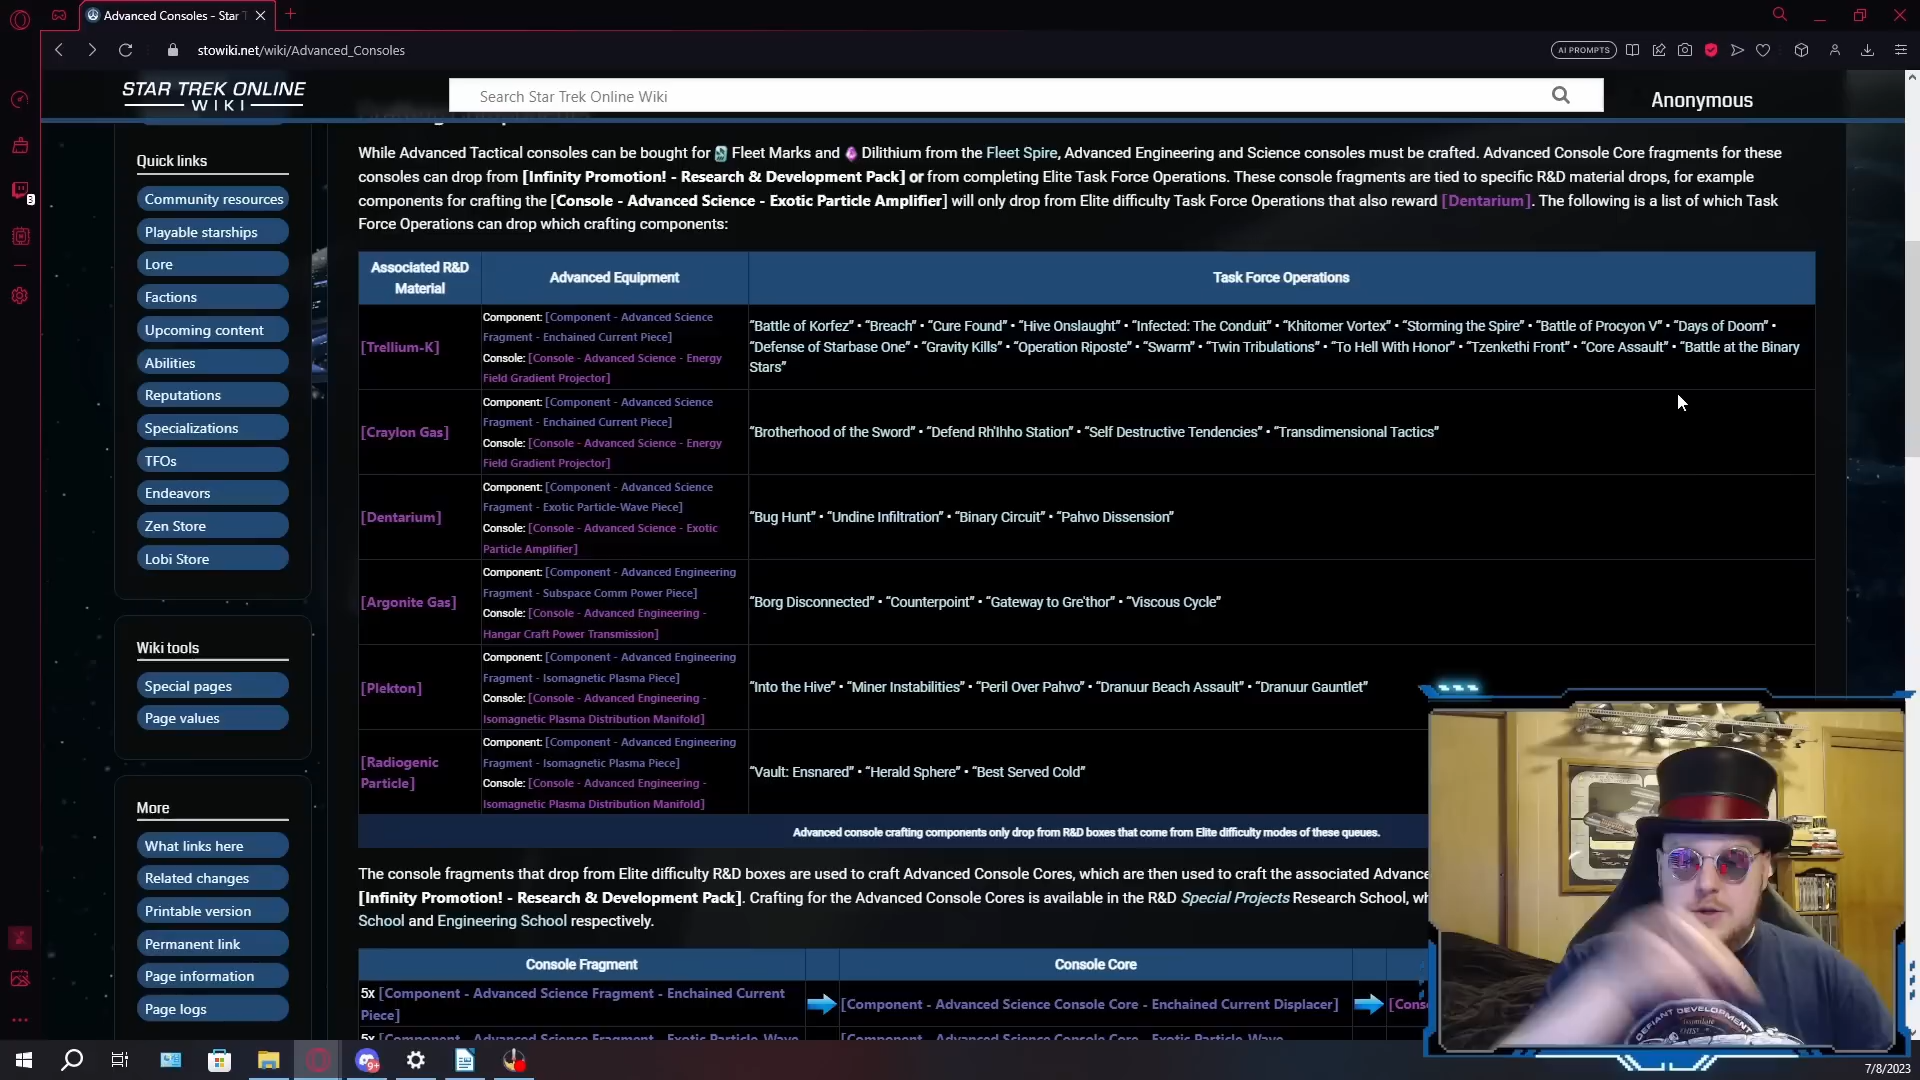 Advanced Consoles - Star T
stowiki.net/wiki/Advanced_Consoles
AI PROMPTS
3
STAR TREK ONLINE
WIKI
Search Star Trek Online Wiki
Anonymous
Quick links
Community resources
Playable starships
Lore
Factions
Upcoming content
Abilities
Reputations
Specializations
TFOs
Endeavors
Zen Store
Lobi Store
Wiki tools
Special pages
Page values
More
What links here
Related changes
Printable version
Permanent link
Page information
Page logs
While Advanced Tactical consoles can be bought for Fleet Marks and Dilithium from the Fleet Spire, Advanced Engineering and Science consoles must be crafted. Advanced Console Core fragments for these
consoles can drop from [Infinity Promotion! - Research & Development Pack] or from completing Elite Task Force Operations. These console fragments are tied to specific R&D material drops, for example
components for crafting the [Console - Advanced Science - Exotic Particle Amplifier] will only drop from Elite difficulty Task Force Operations that also reward [Dentarium]. The following is a list of which Task
Force Operations can drop which crafting components:
Associated R&D
Material
Advanced Equipment
Task Force Operations
[Trellium-K]
Component: [Component - Advanced Science
Fragment - Enchained Current Piece]
Console: [Console - Advanced Science - Energy
Field Gradient Projector]
“Battle of Korfez” • “Breach” • “Cure Found” • “Hive Onslaught” • “Infected: The Conduit” • “Khitomer Vortex” • “Storming the Spire” • “Battle of Procyon V” • “Days of Doom” •
“Defense of Starbase One” • “Gravity Kills” • “Operation Riposte” • “Swarm” • “Twin Tribulations” • “To Hell With Honor” • “Tzenkethi Front” • “Core Assault” • “Battle at the Binary
Stars”
[Craylon Gas]
Component: [Component - Advanced Science
Fragment - Enchained Current Piece]
Console: [Console - Advanced Science - Energy
Field Gradient Projector]
“Brotherhood of the Sword” • “Defend Rh'Ihho Station” • “Self Destructive Tendencies” • “Transdimensional Tactics”
[Dentarium]
Component: [Component - Advanced Science
Fragment - Exotic Particle-Wave Piece]
Console: [Console - Advanced Science - Exotic
Particle Amplifier]
“Bug Hunt” • “Undine Infiltration” • “Binary Circuit” • “Pahvo Dissension”
[Argonite Gas]
Component: [Component - Advanced Engineering
Fragment - Subspace Comm Power Piece]
Console: [Console - Advanced Engineering -
Hangar Craft Power Transmission]
“Borg Disconnected” • “Counterpoint” • “Gateway to Gre'thor” • “Viscous Cycle”
[Plekton]
Component: [Component - Advanced Engineering
Fragment - Isomagnetic Plasma Piece]
Console: [Console - Advanced Engineering -
Isomagnetic Plasma Distribution Manifold]
“Into the Hive” • “Miner Instabilities” • “Peril Over Pahvo” • “Dranuur Beach Assault” • “Dranuur Gauntlet”
[Radiogenic
Particle]
Component: [Component - Advanced Engineering
Fragment - Isomagnetic Plasma Piece]
Console: [Console - Advanced Engineering -
Isomagnetic Plasma Distribution Manifold]
“Vault: Ensnared” • “Herald Sphere” • “Best Served Cold”
Advanced console crafting components only drop from R&D boxes that come from Elite difficulty modes of these queues.
The console fragments that drop from Elite difficulty R&D boxes are used to craft Advanced Console Cores, which are then used to craft the associated Advance
[Infinity Promotion! - Research & Development Pack]. Crafting for the Advanced Console Cores is available in the R&D Special Projects Research School, wh
School and Engineering School respectively.
Console Fragment
Console Core
5x [Component - Advanced Science Fragment - Enchained Current
Piece]
[Component - Advanced Science Console Core - Enchained Current Displacer]
[Cons
5x [Component - Advanced Science Fragment - Exotic Particle-Wave
[Component - Advanced Science Console Core - Exotic Particle-Wave
DEFIANT DEVELOPMENT
9+
7/8/2023